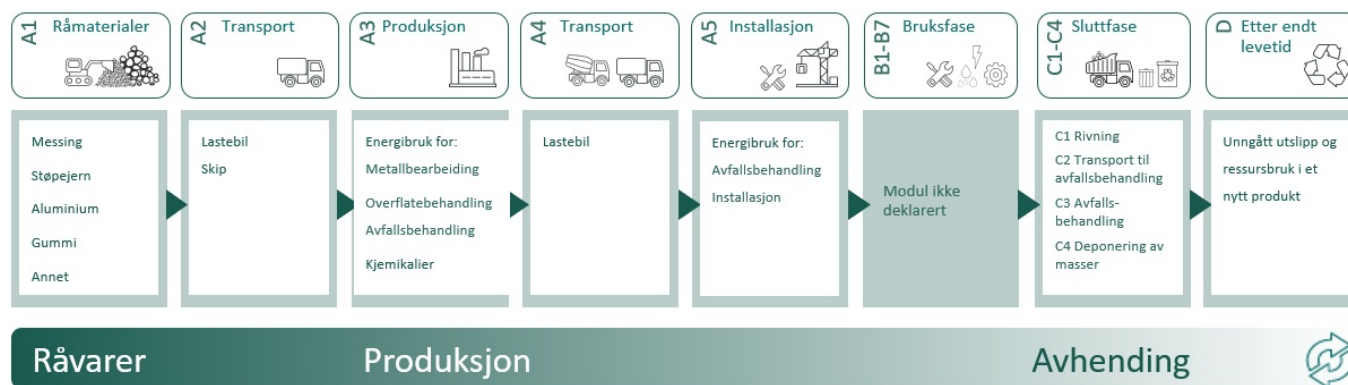 A1
Råmaterialer
A2
Transport
A3
Produksjon
A4
Transport
A5
Installasjon
B1-B7
Bruksfase
C1-C4
Sluttfase
D
Etter endt
levetid
Messing
Støpejern
Aluminium
Gummi
Annet
Lastebil
Skip
Energibruk for:
Metallbearbeiding
Overflatebehandling
Avfallsbehandling
Kjemikalier
Lastebil
Energibruk for:
Avfallsbehandling
Installasjon
Modul ikke
deklarert
C1 Rivning
C2 Transport til
avfallsbehandling
C3 Avfalls-
behandling
C4 Deponering av
masser
Unngått utslipp og
ressursbruk i et
nytt produkt
Råvarer
Produksjon
Avhending